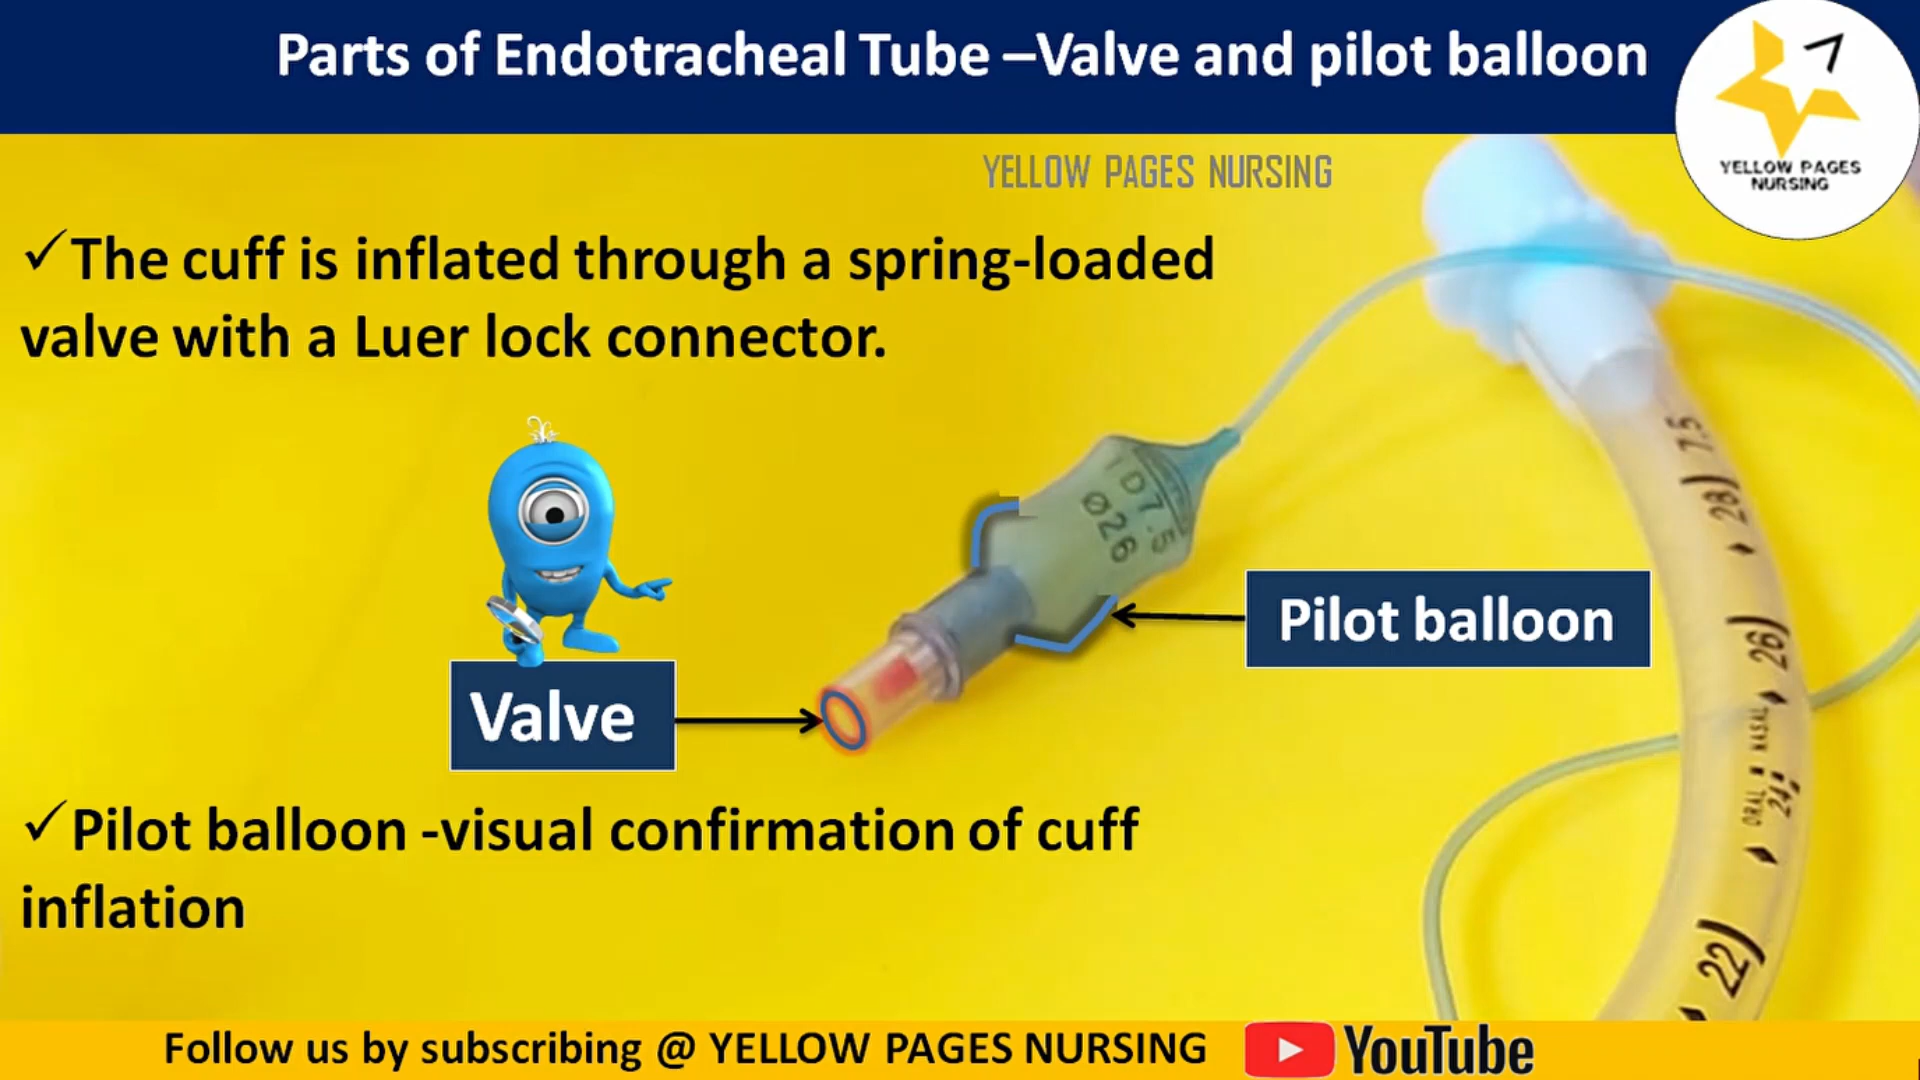 Parts of Endotracheal Tube –Valve and pilot balloon
YELLOW PAGES
NURSING
YELLOW PAGES NURSING
✓The cuff is inflated through a spring-loaded
valve with a Luer lock connector.
7.5
28
ID7.5
Ø26
Pilot balloon
26
Valve
ORAL NASAL
24
✓Pilot balloon -visual confirmation of cuff
inflation
22
Follow us by subscribing @ YELLOW PAGES NURSING
YouTube